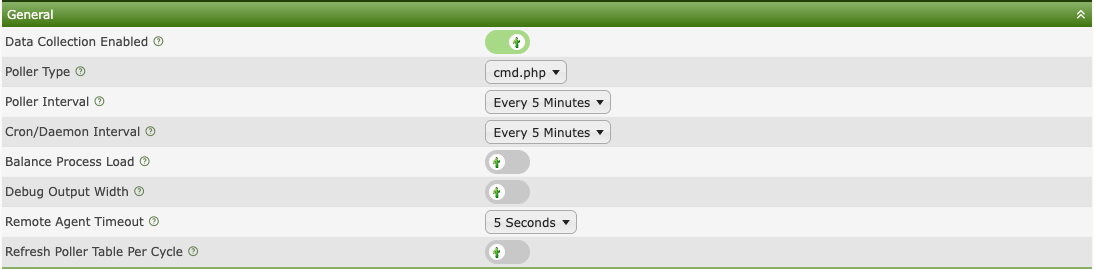 General
Data Collection Enabled
Poller Type
cmd.php
Poller Interval
Every 5 Minutes
Cron/Daemon Interval
Every 5 Minutes
Balance Process Load
Debug Output Width
Remote Agent Timeout
5 Seconds
Refresh Poller Table Per Cycle